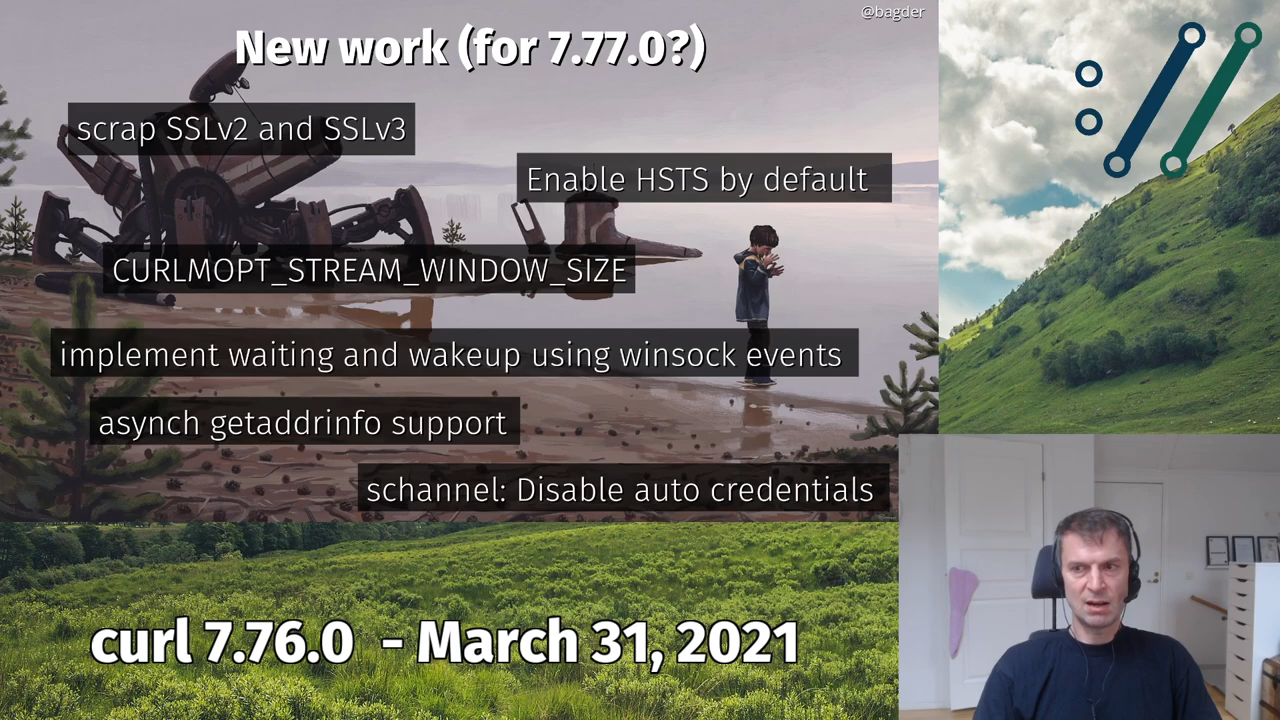 @bagder
New work (for 7.77.0?)
scrap SSLv2 and SSLv3
Enable HSTS by default
CURLMOPT_STREAM_WINDOW_SIZE
implement waiting and wakeup using winsock events
asynch getaddrinfo support
schannel: Disable auto credentials
curl 7.76.0 - March 31, 2021